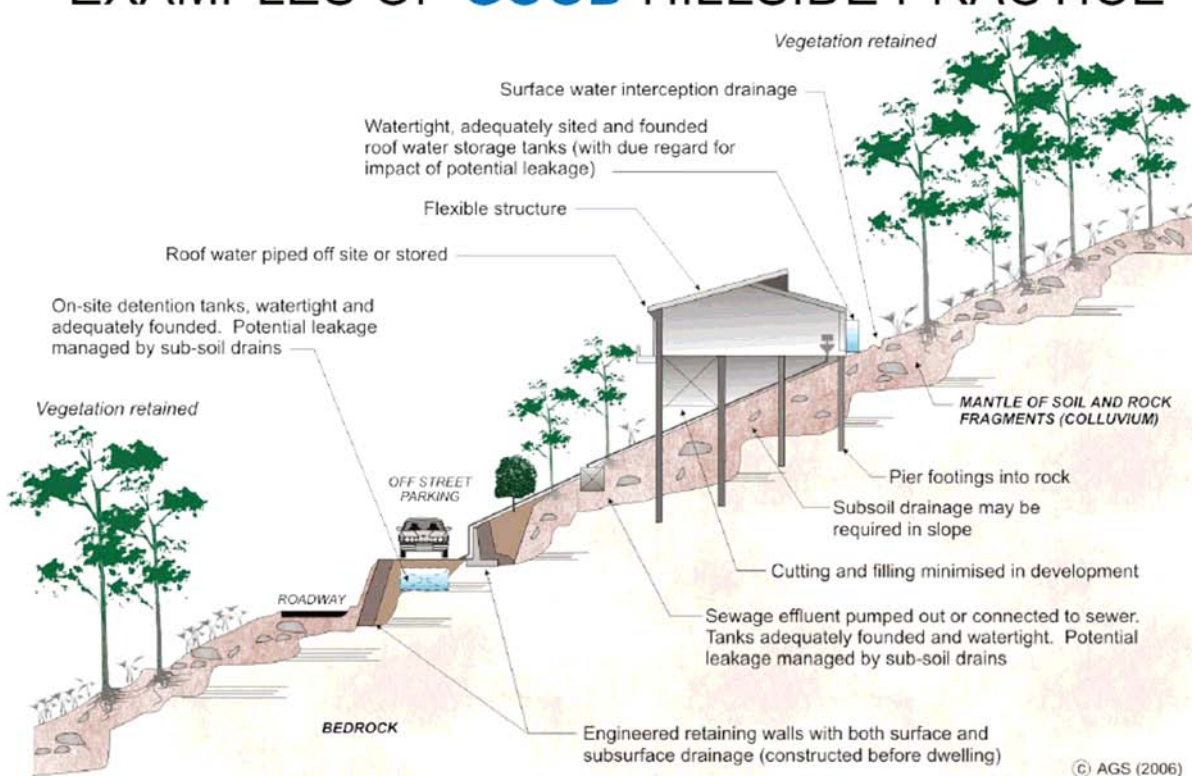 EXAMPLES OF GOOD HILLSIDE PRACTICE
Vegetation retained
Surface water interception drainage
Watertight, adequately sited and founded
roof water storage tanks (with due regard for
impact of potential leakage)
Flexible structure
Roof water piped off site or stored
On-site detention tanks, watertight and
adequately founded. Potential leakage
managed by sub-soil drains
Vegetation retained
MANTLE OF SOIL AND ROCK
FRAGMENTS (COLLUVIUM)
OFF STREET
PARKING
Pier footings into rock
Subsoil drainage may be
required in slope
Cutting and filling minimised in development
ROADWAY
Sewage effluent pumped out or connected to sewer.
Tanks adequately founded and watertight. Potential
leakage managed by sub-soil drains
BEDROCK
Engineered retaining walls with both surface and
subsurface drainage (constructed before dwelling)
© AGS (2006)